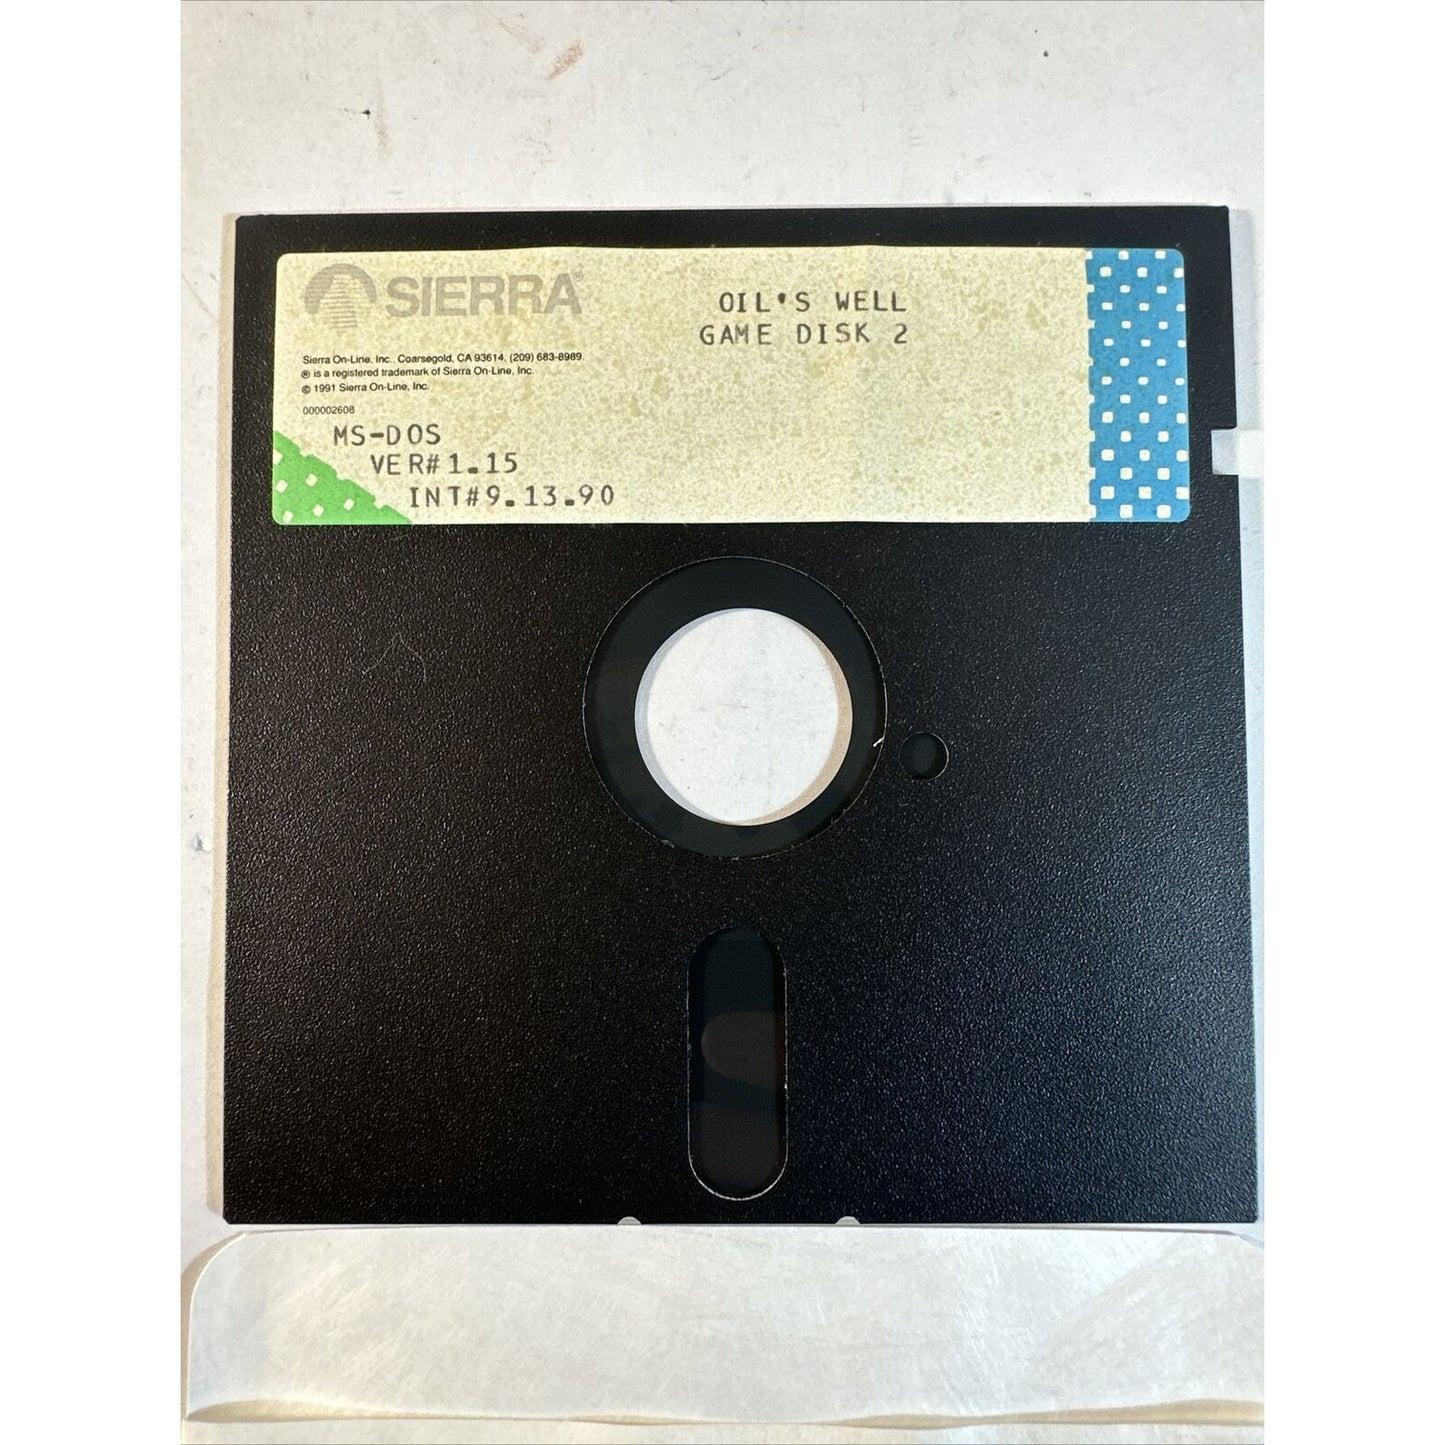 SIERRA®
OIL'S WELL
GAME DISK 2
Sierra On-Line, Inc., Coarsegold, CA 93614, (209) 683-8989.
® is a registered trademark of Sierra On-Line, Inc.
© 1991 Sierra On-Line, Inc.
000002608
MS-DOS
VER#1.15
INT#9.13.90